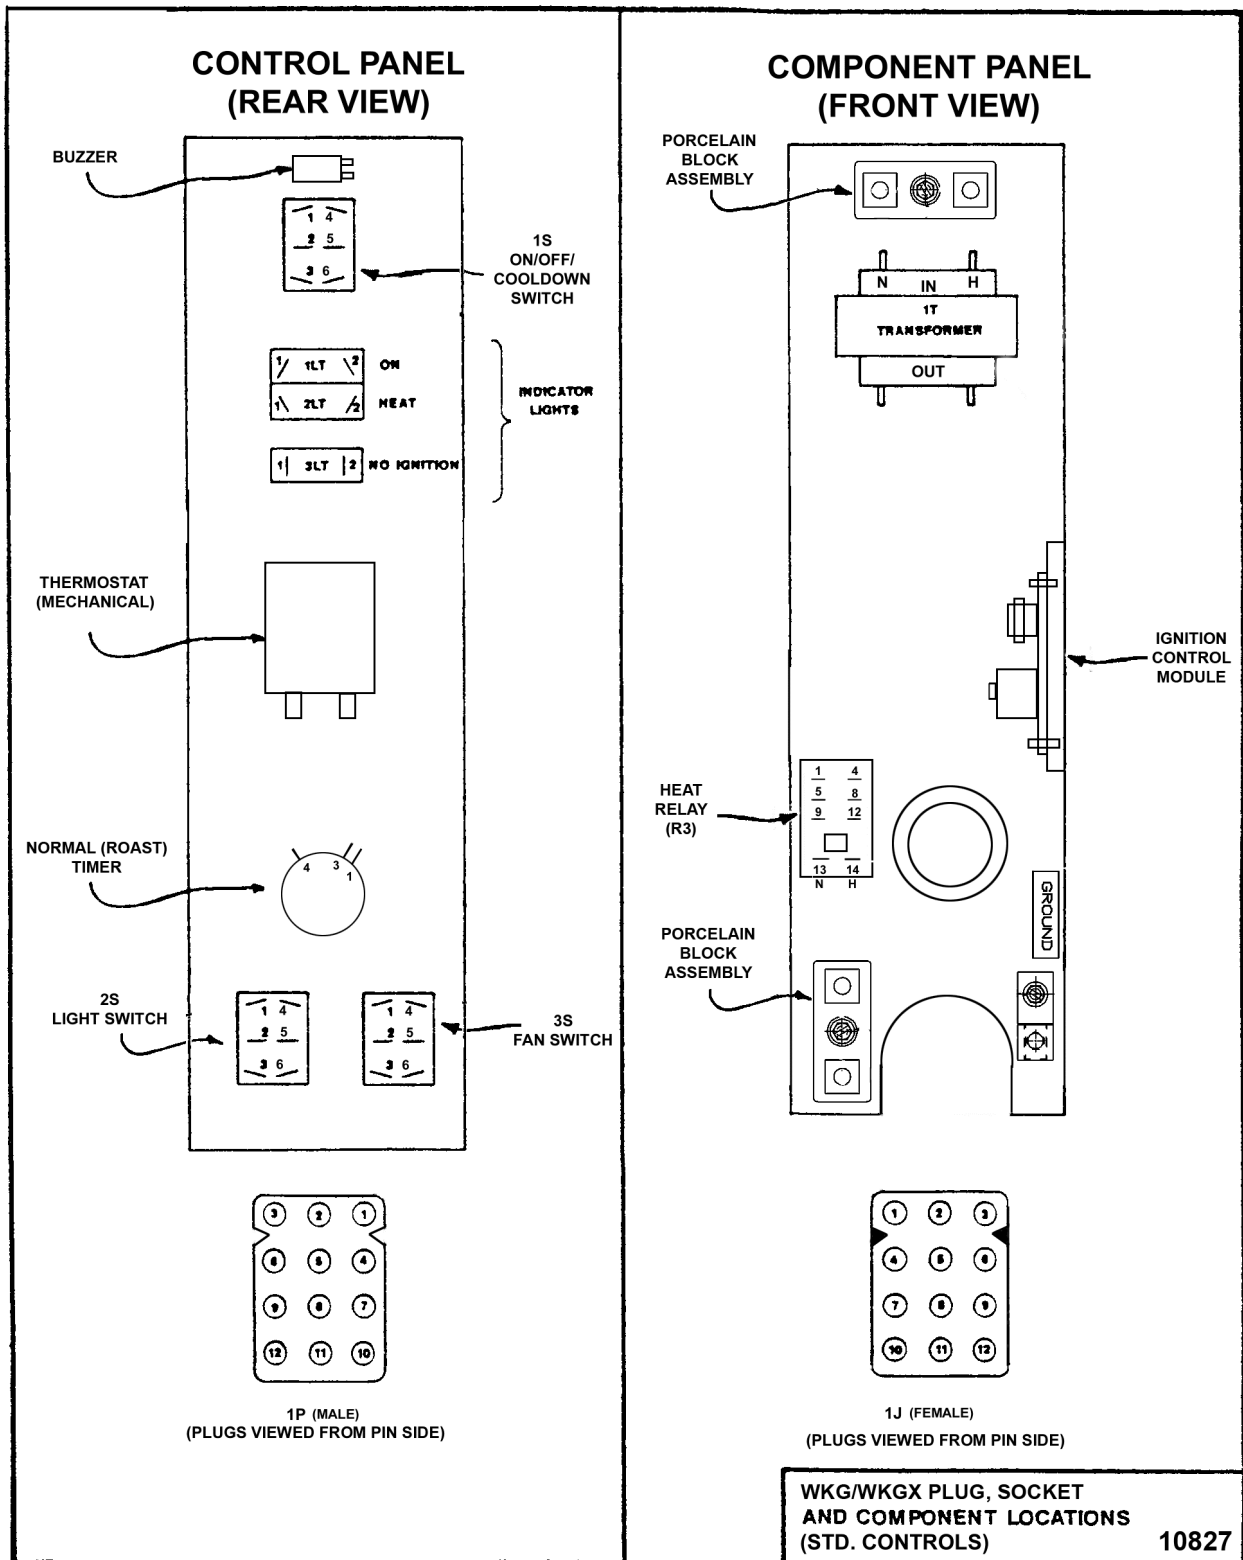 CONTROL PANEL
(REAR VIEW)
BUZZER
1 4
2 5
3 6
1S
ON/OFF/
COOLDOWN
SWITCH
1 1LT 2 ON
1 2LT 2 HEAT
1 3LT 2 NO IGNITION
INDICATOR
LIGHTS
THERMOSTAT
(MECHANICAL)
NORMAL (ROAST)
TIMER
4 3 1
2S
LIGHT SWITCH
1 4
2 5
3 6
1 4
2 5
3 6
3S
FAN SWITCH
3 2 1
6 5 4
9 8 7
12 11 10
1P (MALE)
(PLUGS VIEWED FROM PIN SIDE)
COMPONENT PANEL
(FRONT VIEW)
PORCELAIN
BLOCK
ASSEMBLY
N IN H
1T
TRANSFORMER
OUT
IGNITION
CONTROL
MODULE
HEAT
RELAY
(R3)
1 4
5 8
9 12
13 14
N H
GROUND
PORCELAIN
BLOCK
ASSEMBLY
1 2 3
4 5 6
7 8 9
10 11 12
1J (FEMALE)
(PLUGS VIEWED FROM PIN SIDE)
WKG/WKGX PLUG, SOCKET
AND COMPONENT LOCATIONS
(STD. CONTROLS) 10827